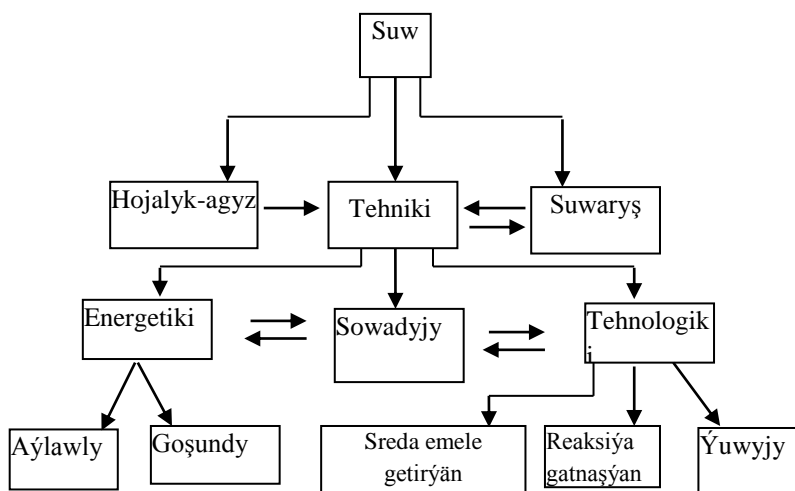 Suw
Hojalyk-agyz
Tehniki
Suwaryş
Energetiki
Sowadyjy
Tehnologik
i
Aýlawly
Goşundy
Sreda emele
getirýän
Reaksiýa
gatnaşýan
Ýuwyjy